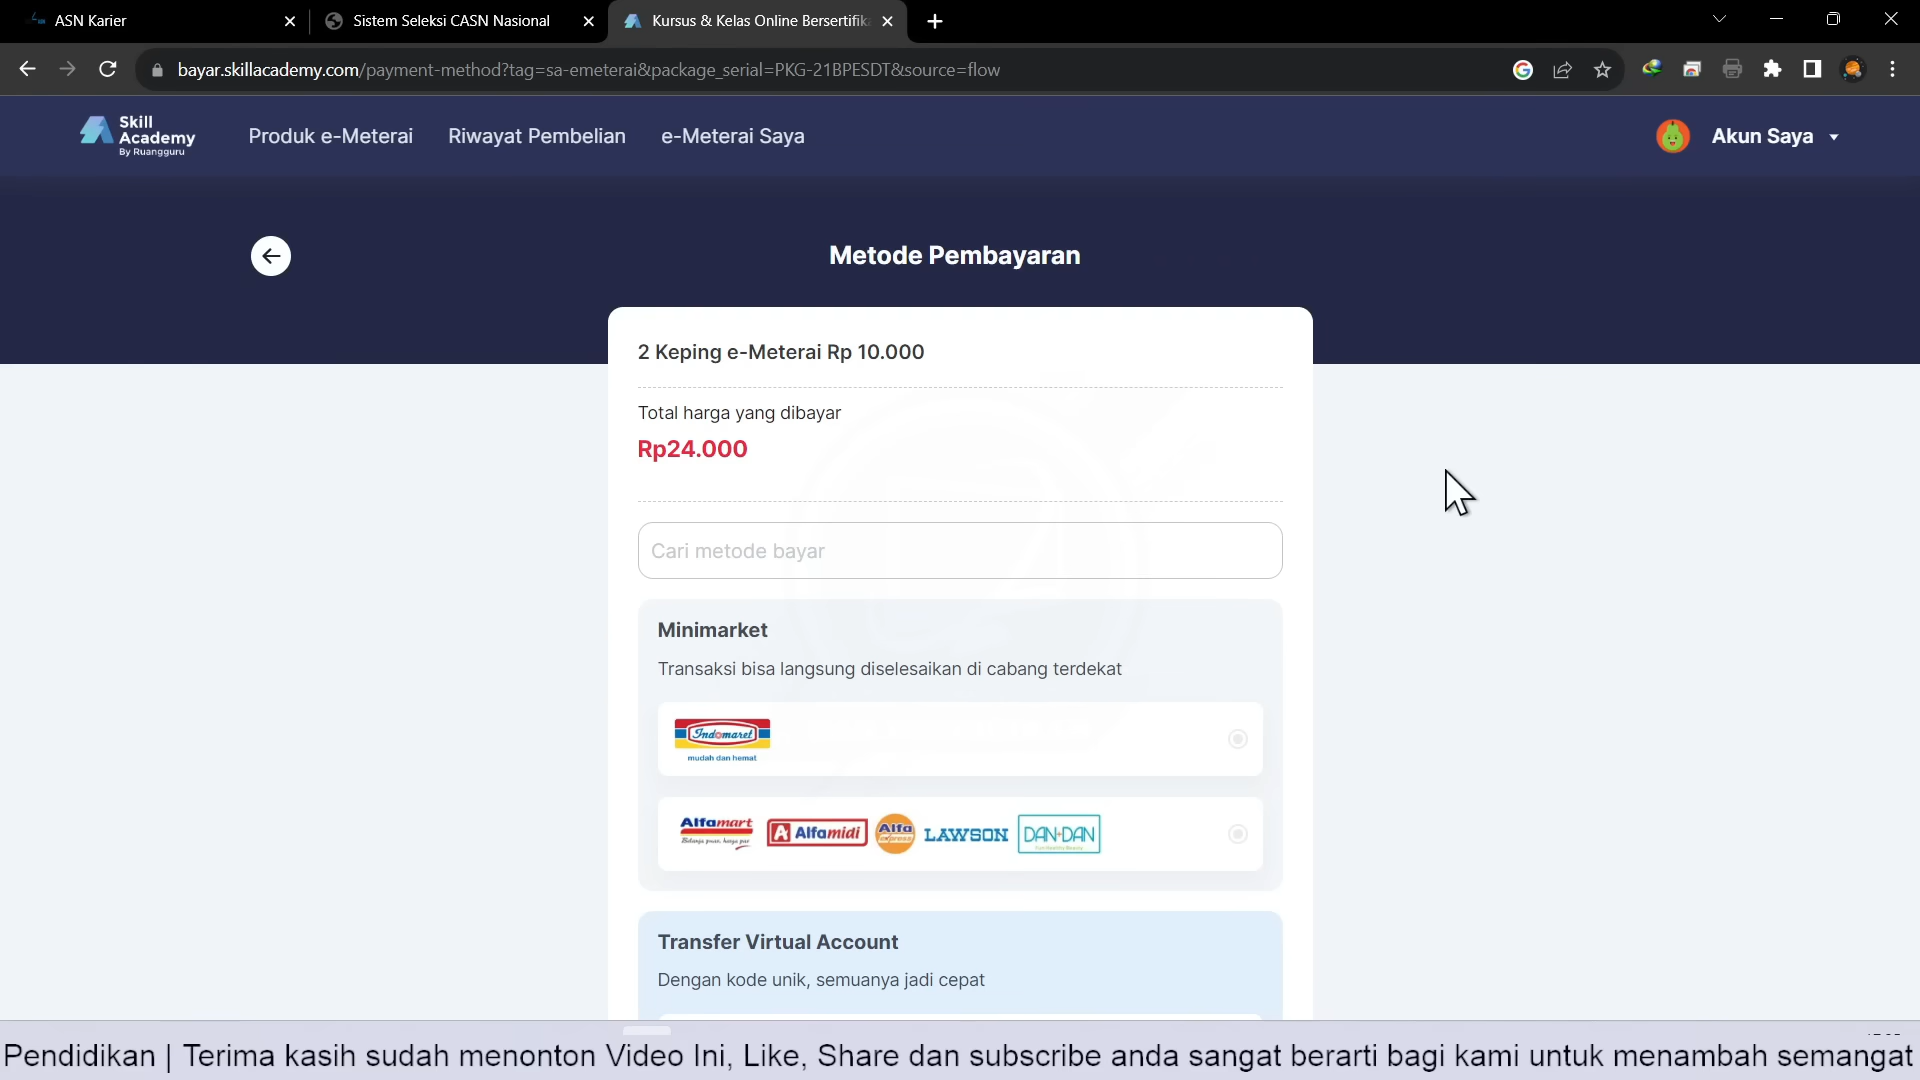 ASN Karier
Sistem Seleksi CASN Nasional
Kursus & Kelas Online Bersertifik
bayar.skillacademy.com/payment-method?tag=sa-emeterai&package_serial=PKG-21BPESDT&source=flow
Skill
Academy
By Ruangguru
Produk e-Meterai
Riwayat Pembelian
e-Meterai Saya
Akun Saya
Metode Pembayaran
2 Keping e-Meterai Rp 10.000
Total harga yang dibayar
Rp24.000
Cari metode bayar
Minimarket
Transaksi bisa langsung diselesaikan di cabang terdekat
Indomaret
mudah dan hemat
Alfamart
Belanja puas, harga pas
Alfamidi
Alfa
express
LAWSON
DAN+DAN
Transfer Virtual Account
Dengan kode unik, semuanya jadi cepat
Pendidikan | Terima kasih sudah menonton Video Ini, Like, Share dan subscribe anda sangat berarti bagi kami untuk menambah semangat